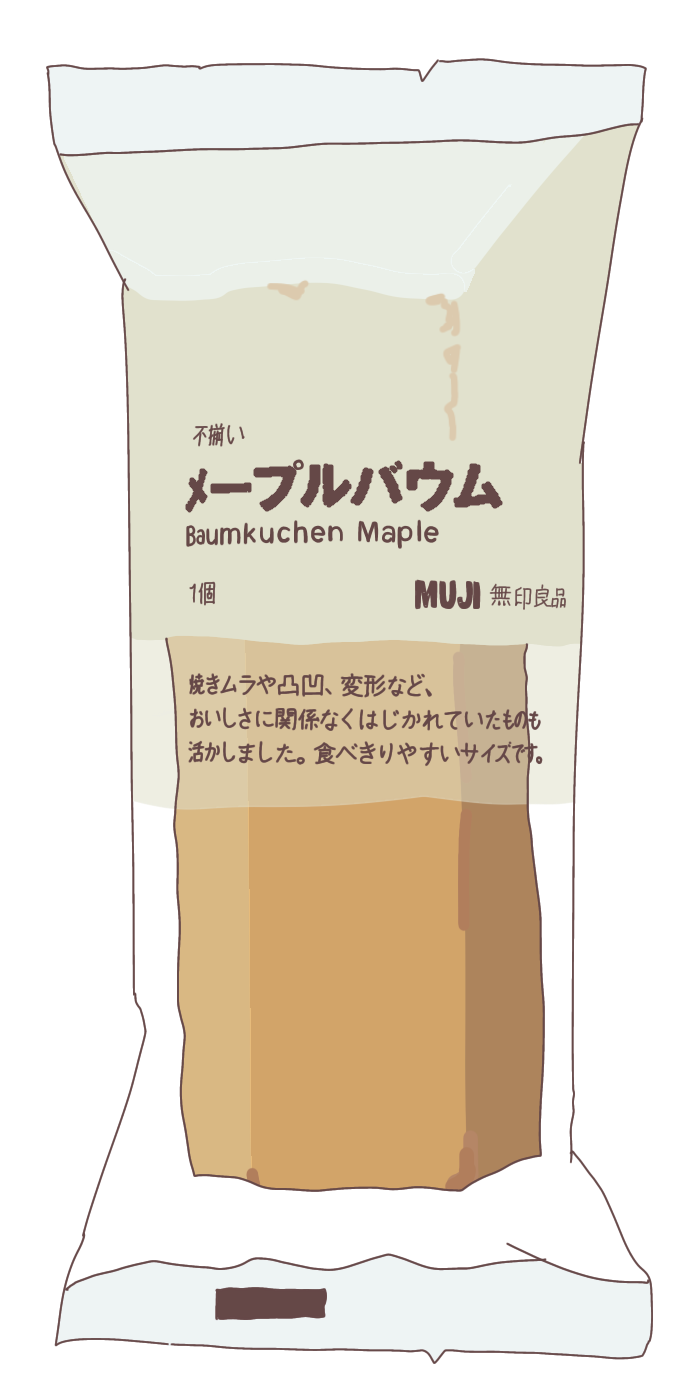 不揃い
メープルバウム
Baumkuchen Maple
1個 MUJI 無印良品
焼きムラや凸凹、変形など、
おいしさに関係なくはじかれていたものも
活かしました。食べきりやすいサイズです。